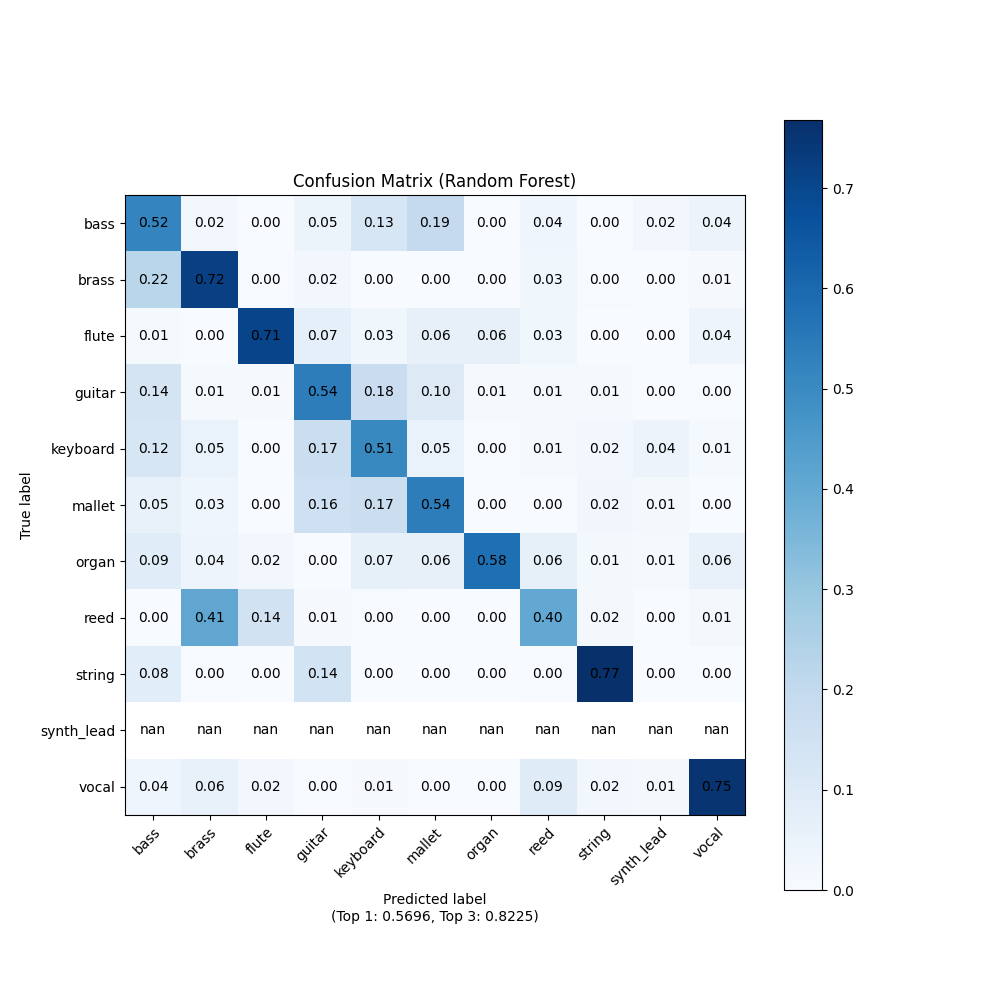 Confusion Matrix (Random Forest)
True label
bass 0.52 0.02 0.00 0.05 0.13 0.19 0.00 0.04 0.00 0.02 0.04
brass 0.22 0.72 0.00 0.02 0.00 0.00 0.00 0.03 0.00 0.00 0.01
flute 0.01 0.00 0.71 0.07 0.03 0.06 0.06 0.03 0.00 0.00 0.04
guitar 0.14 0.01 0.01 0.54 0.18 0.10 0.01 0.01 0.01 0.00 0.00
keyboard 0.12 0.05 0.00 0.17 0.51 0.05 0.00 0.01 0.02 0.04 0.01
mallet 0.05 0.03 0.00 0.16 0.17 0.54 0.00 0.00 0.02 0.01 0.00
organ 0.09 0.04 0.02 0.00 0.07 0.06 0.58 0.06 0.01 0.01 0.06
reed 0.00 0.41 0.14 0.01 0.00 0.00 0.00 0.40 0.02 0.00 0.01
string 0.08 0.00 0.00 0.14 0.00 0.00 0.00 0.00 0.77 0.00 0.00
synth_lead nan nan nan nan nan nan nan nan nan nan nan
vocal 0.04 0.06 0.02 0.00 0.01 0.00 0.00 0.09 0.02 0.01 0.75
bass brass flute guitar keyboard mallet organ reed string synth_lead vocal
Predicted label
(Top 1: 0.5696, Top 3: 0.8225)
0.7
0.6
0.5
0.4
0.3
0.2
0.1
0.0